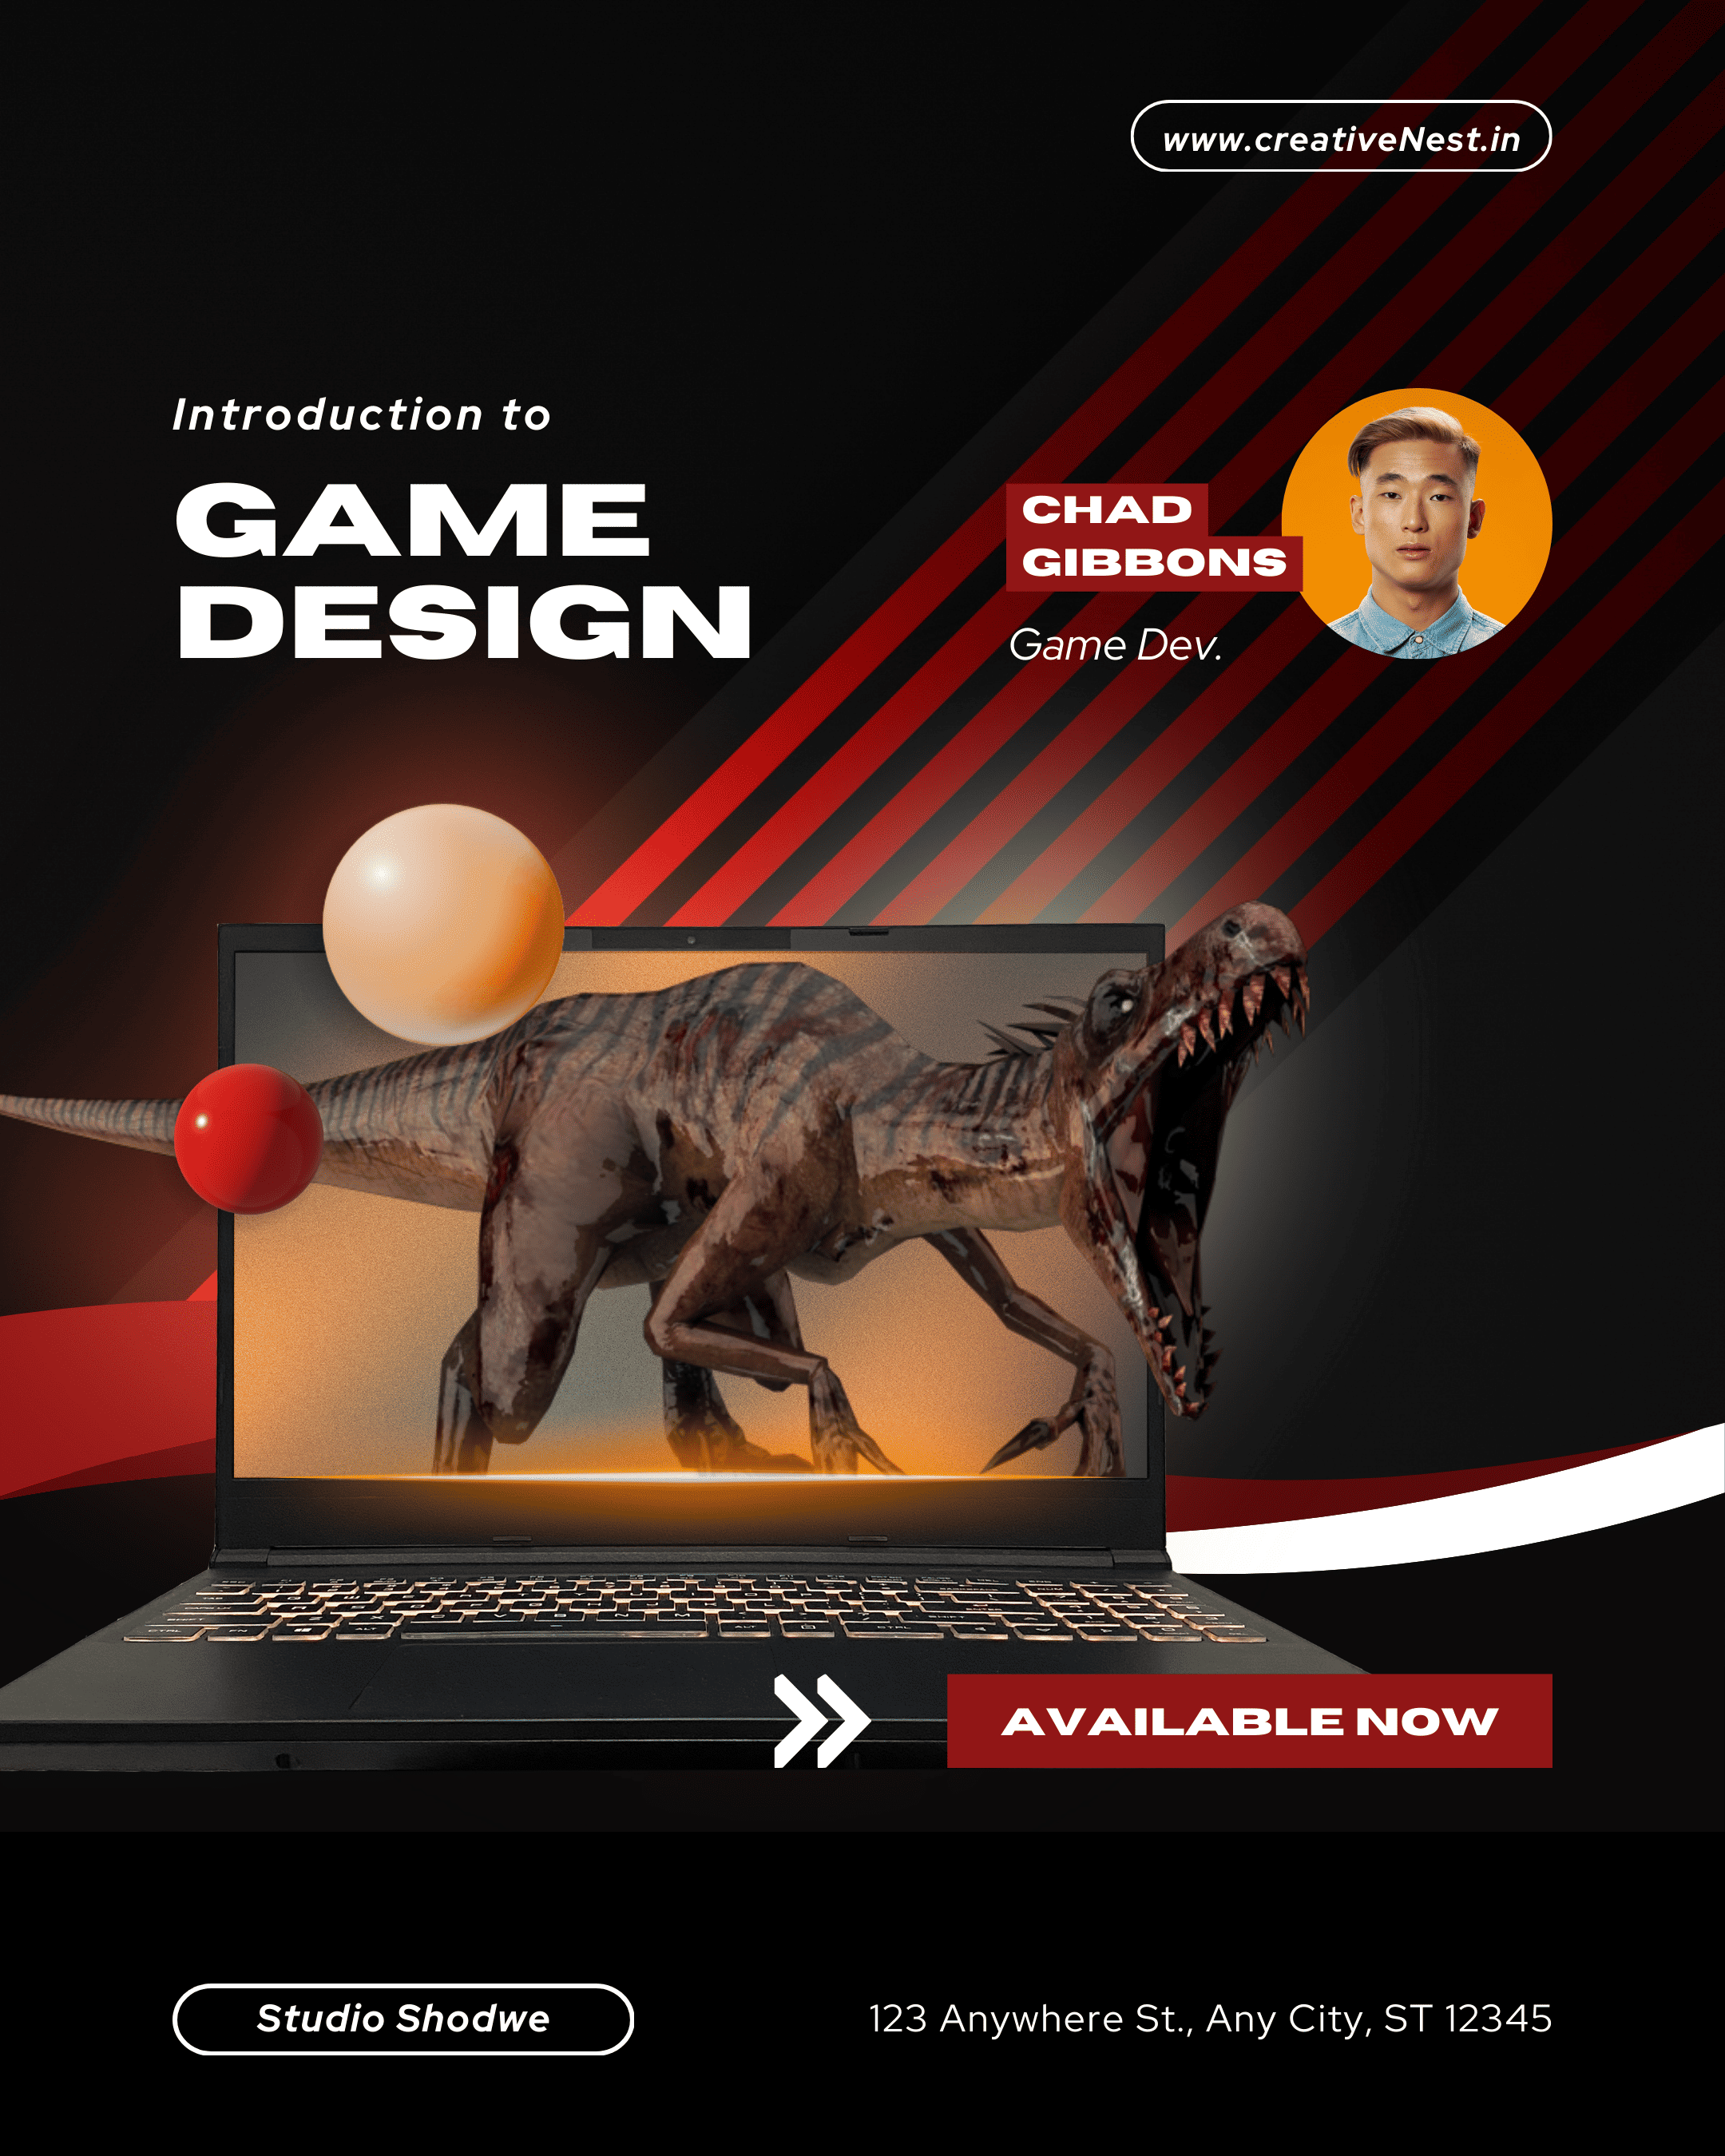 www.creativeNest.in
Introduction to
GAME
DESIGN
CHAD
GIBBONS
Game Dev.
AVAILABLE NOW
Studio Shodwe
123 Anywhere St., Any City, ST 12345